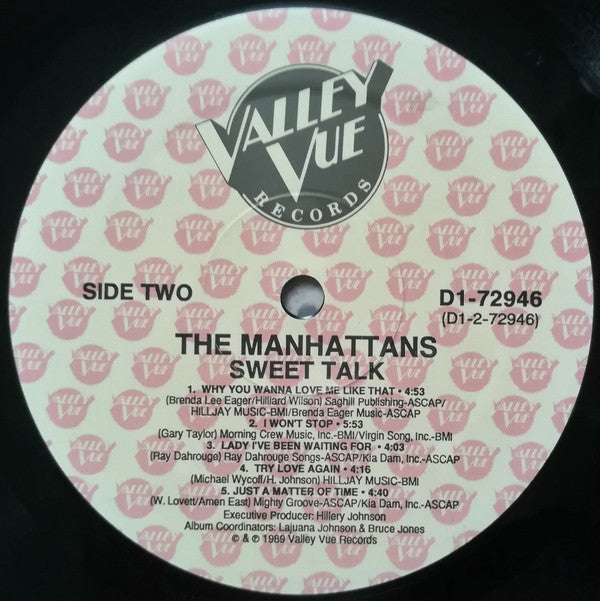 VALLEY
VUE
RECORDS
SIDE TWO
D1-72946
(D1-2-72946)
THE MANHATTANS
SWEET TALK
1. WHY YOU WANNA LOVE ME LIKE THAT • 4:53
(Brenda Lee Eager/Hilliard Wilson) Saghill Publishing-ASCAP/
HILLJAY MUSIC-BMI/Brenda Eager Music-ASCAP
2. I WON'T STOP • 5:53
(Gary Taylor) Morning Crew Music, Inc.-BMI/Virgin Song, Inc.-BMI
3. LADY I'VE BEEN WAITING FOR • 4:03
(Ray Dahrouge) Ray Dahrouge Songs-ASCAP/Kia Dam, Inc.-ASCAP
4. TRY LOVE AGAIN • 4:16
(Michael Wycoff/H. Johnson) HILLJAY MUSIC-BMI
5. JUST A MATTER OF TIME • 4:40
(W. Lovett/Amen East) Mighty Groove-ASCAP/Kia Dam, Inc.-ASCAP
Executive Producer: Hillery Johnson
Album Coordinators: Lajuana Johnson & Bruce Jones
© & ℗ 1989 Valley Vue Records